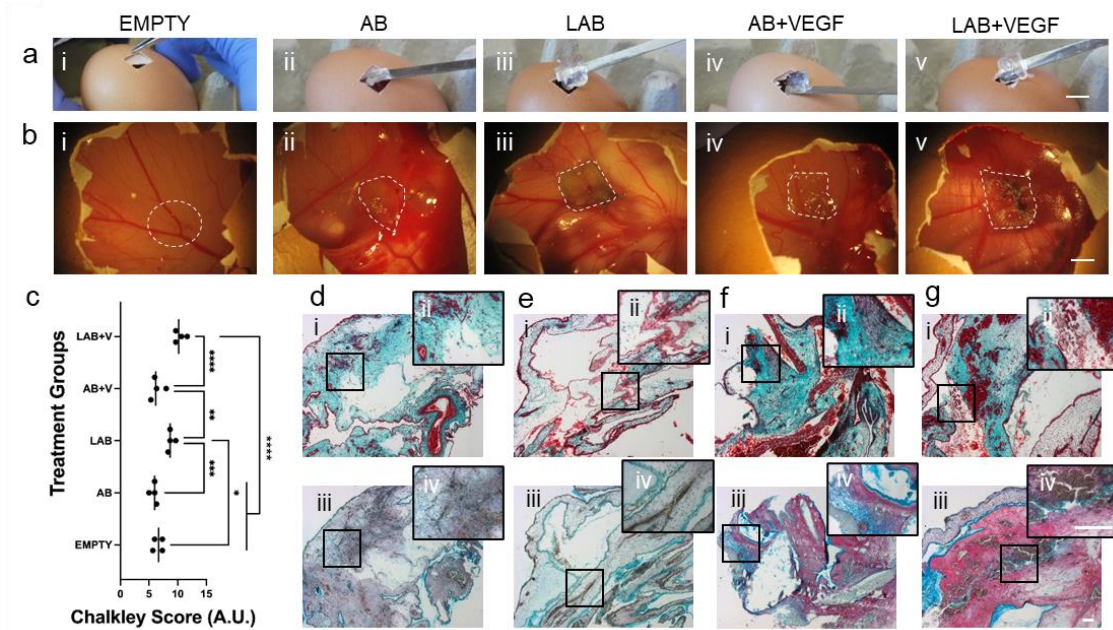 EMPTY AB LAB AB+VEGF LAB+VEGF
a i ii iii iv v
b i ii iii iv v
c d e f g
i ii i ii i ii i ii
LAB+V
****
AB+V
**
****
LAB
***
*
AB
EMPTY
Treatment Groups
0 5 10 15
Chalkley Score (A.U.)
iii iv iii iv iii iv iii iv